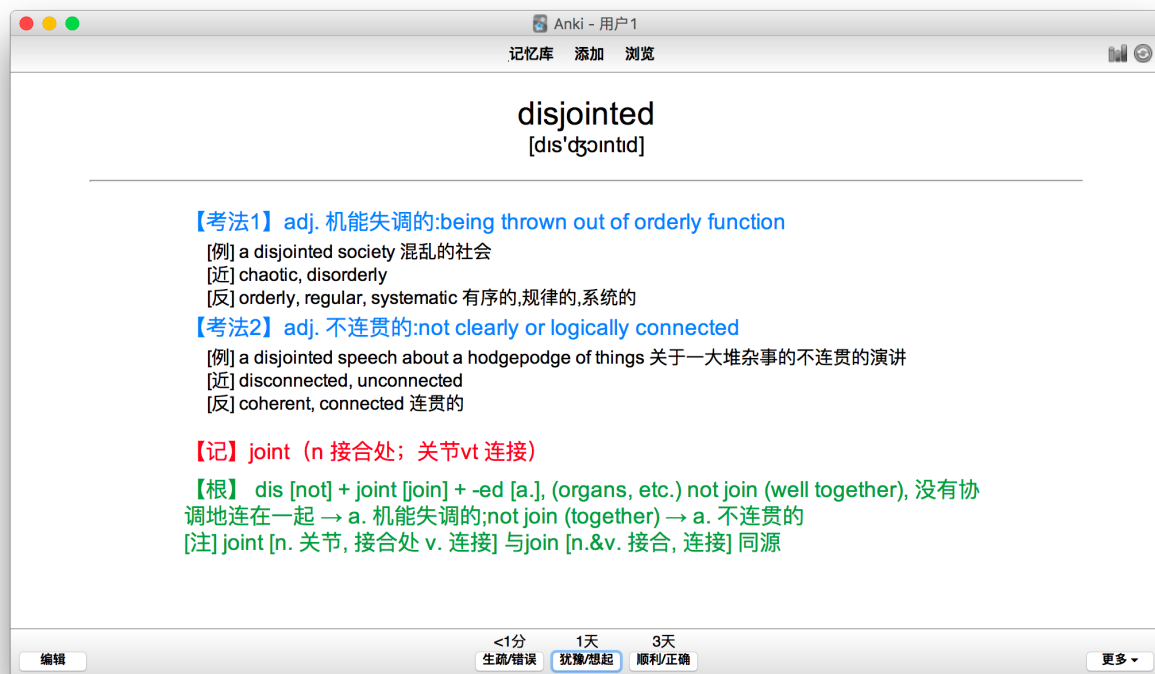 Anki - 用户1
记忆库 添加 浏览
disjointed
[dɪs'ʤɔɪntɪd]
【考法1】adj. 机能失调的:being thrown out of orderly function
[例] a disjointed society 混乱的社会
[近] chaotic, disorderly
[反] orderly, regular, systematic 有序的,规律的,系统的
【考法2】adj. 不连贯的:not clearly or logically connected
[例] a disjointed speech about a hodgepodge of things 关于一大堆杂事的不连贯的演讲
[近] disconnected, unconnected
[反] coherent, connected 连贯的
【记】joint（n 接合处；关节vt 连接）
【根】 dis [not] + joint [join] + -ed [a.], (organs, etc.) not join (well together), 没有协
调地连在一起 → a. 机能失调的;not join (together) → a. 不连贯的
[注] joint [n. 关节, 接合处 v. 连接] 与join [n.&v. 接合, 连接] 同源
<1分 1天 3天
编辑 生疏/错误 犹豫/想起 顺利/正确 更多